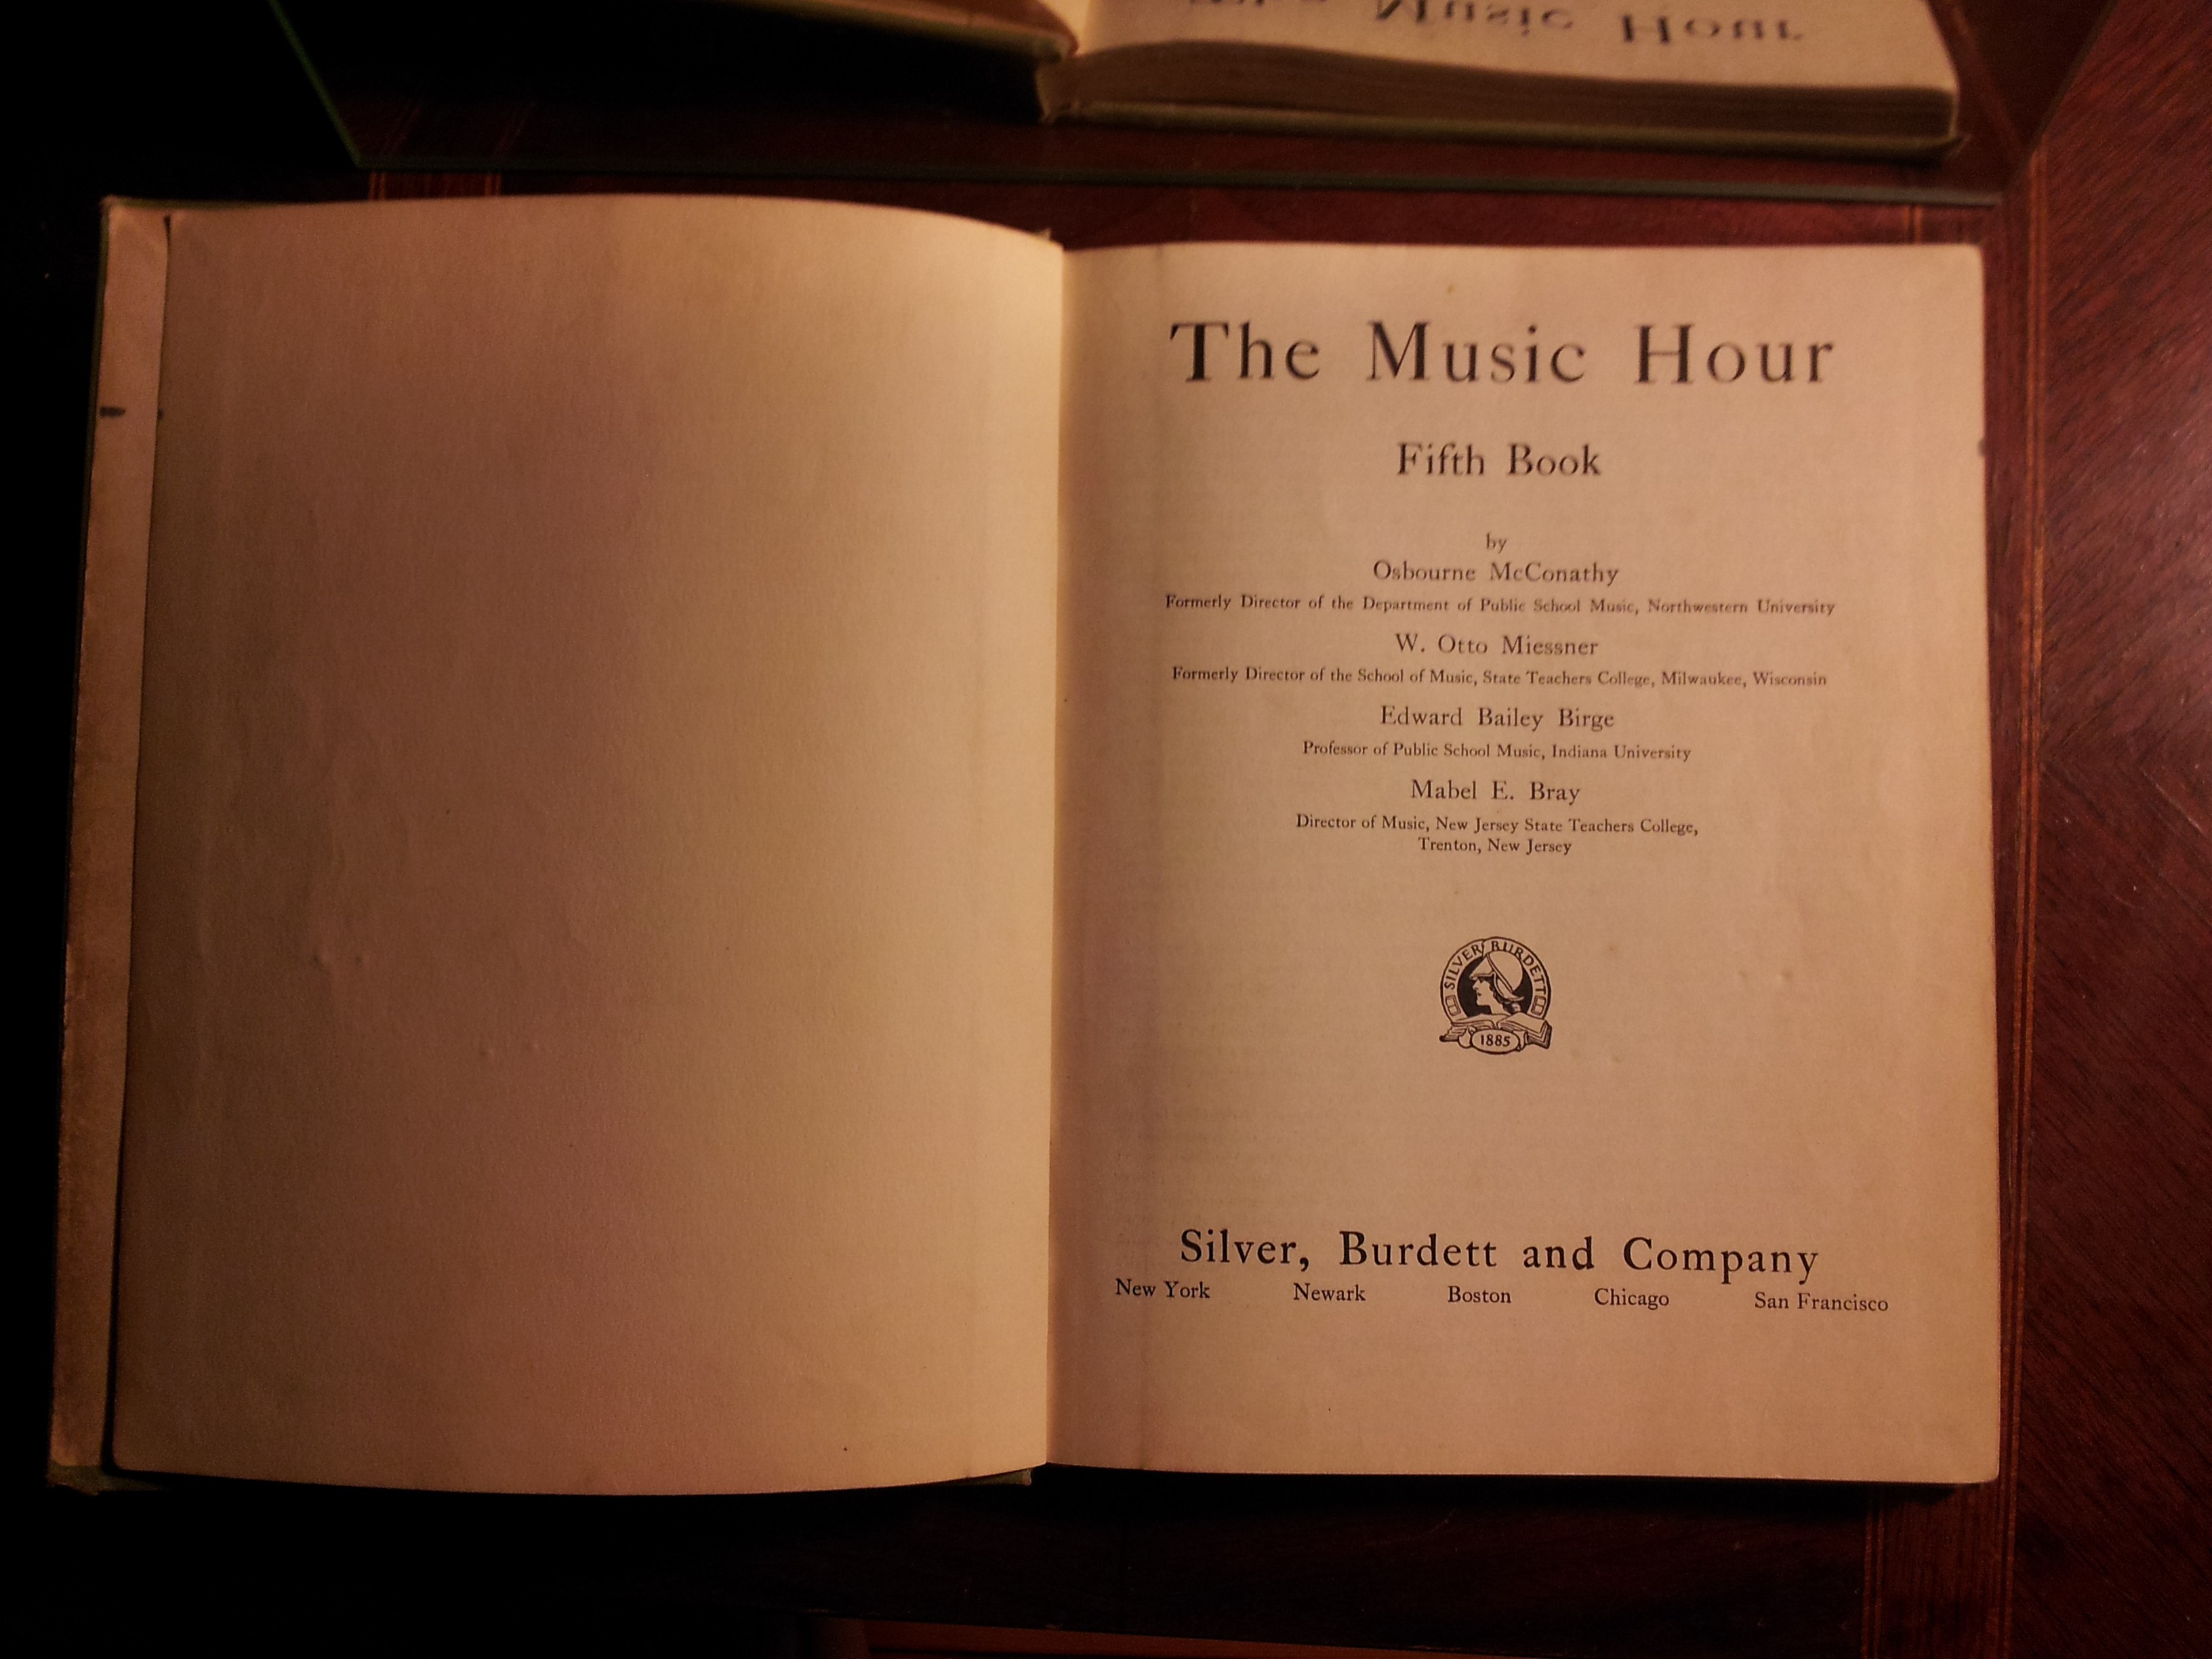 The Music Hour
The Music Hour
Fifth Book
by
Osbourne McConathy
Formerly Director of the Department of Public School Music, Northwestern University
W. Otto Miessner
Formerly Director of the School of Music, State Teachers College, Milwaukee, Wisconsin
Edward Bailey Birge
Professor of Public School Music, Indiana University
Mabel E. Bray
Director of Music, New Jersey State Teachers College,
Trenton, New Jersey
SILVER BURDETT
1885
Silver, Burdett and Company
New York Newark Boston Chicago San Francisco